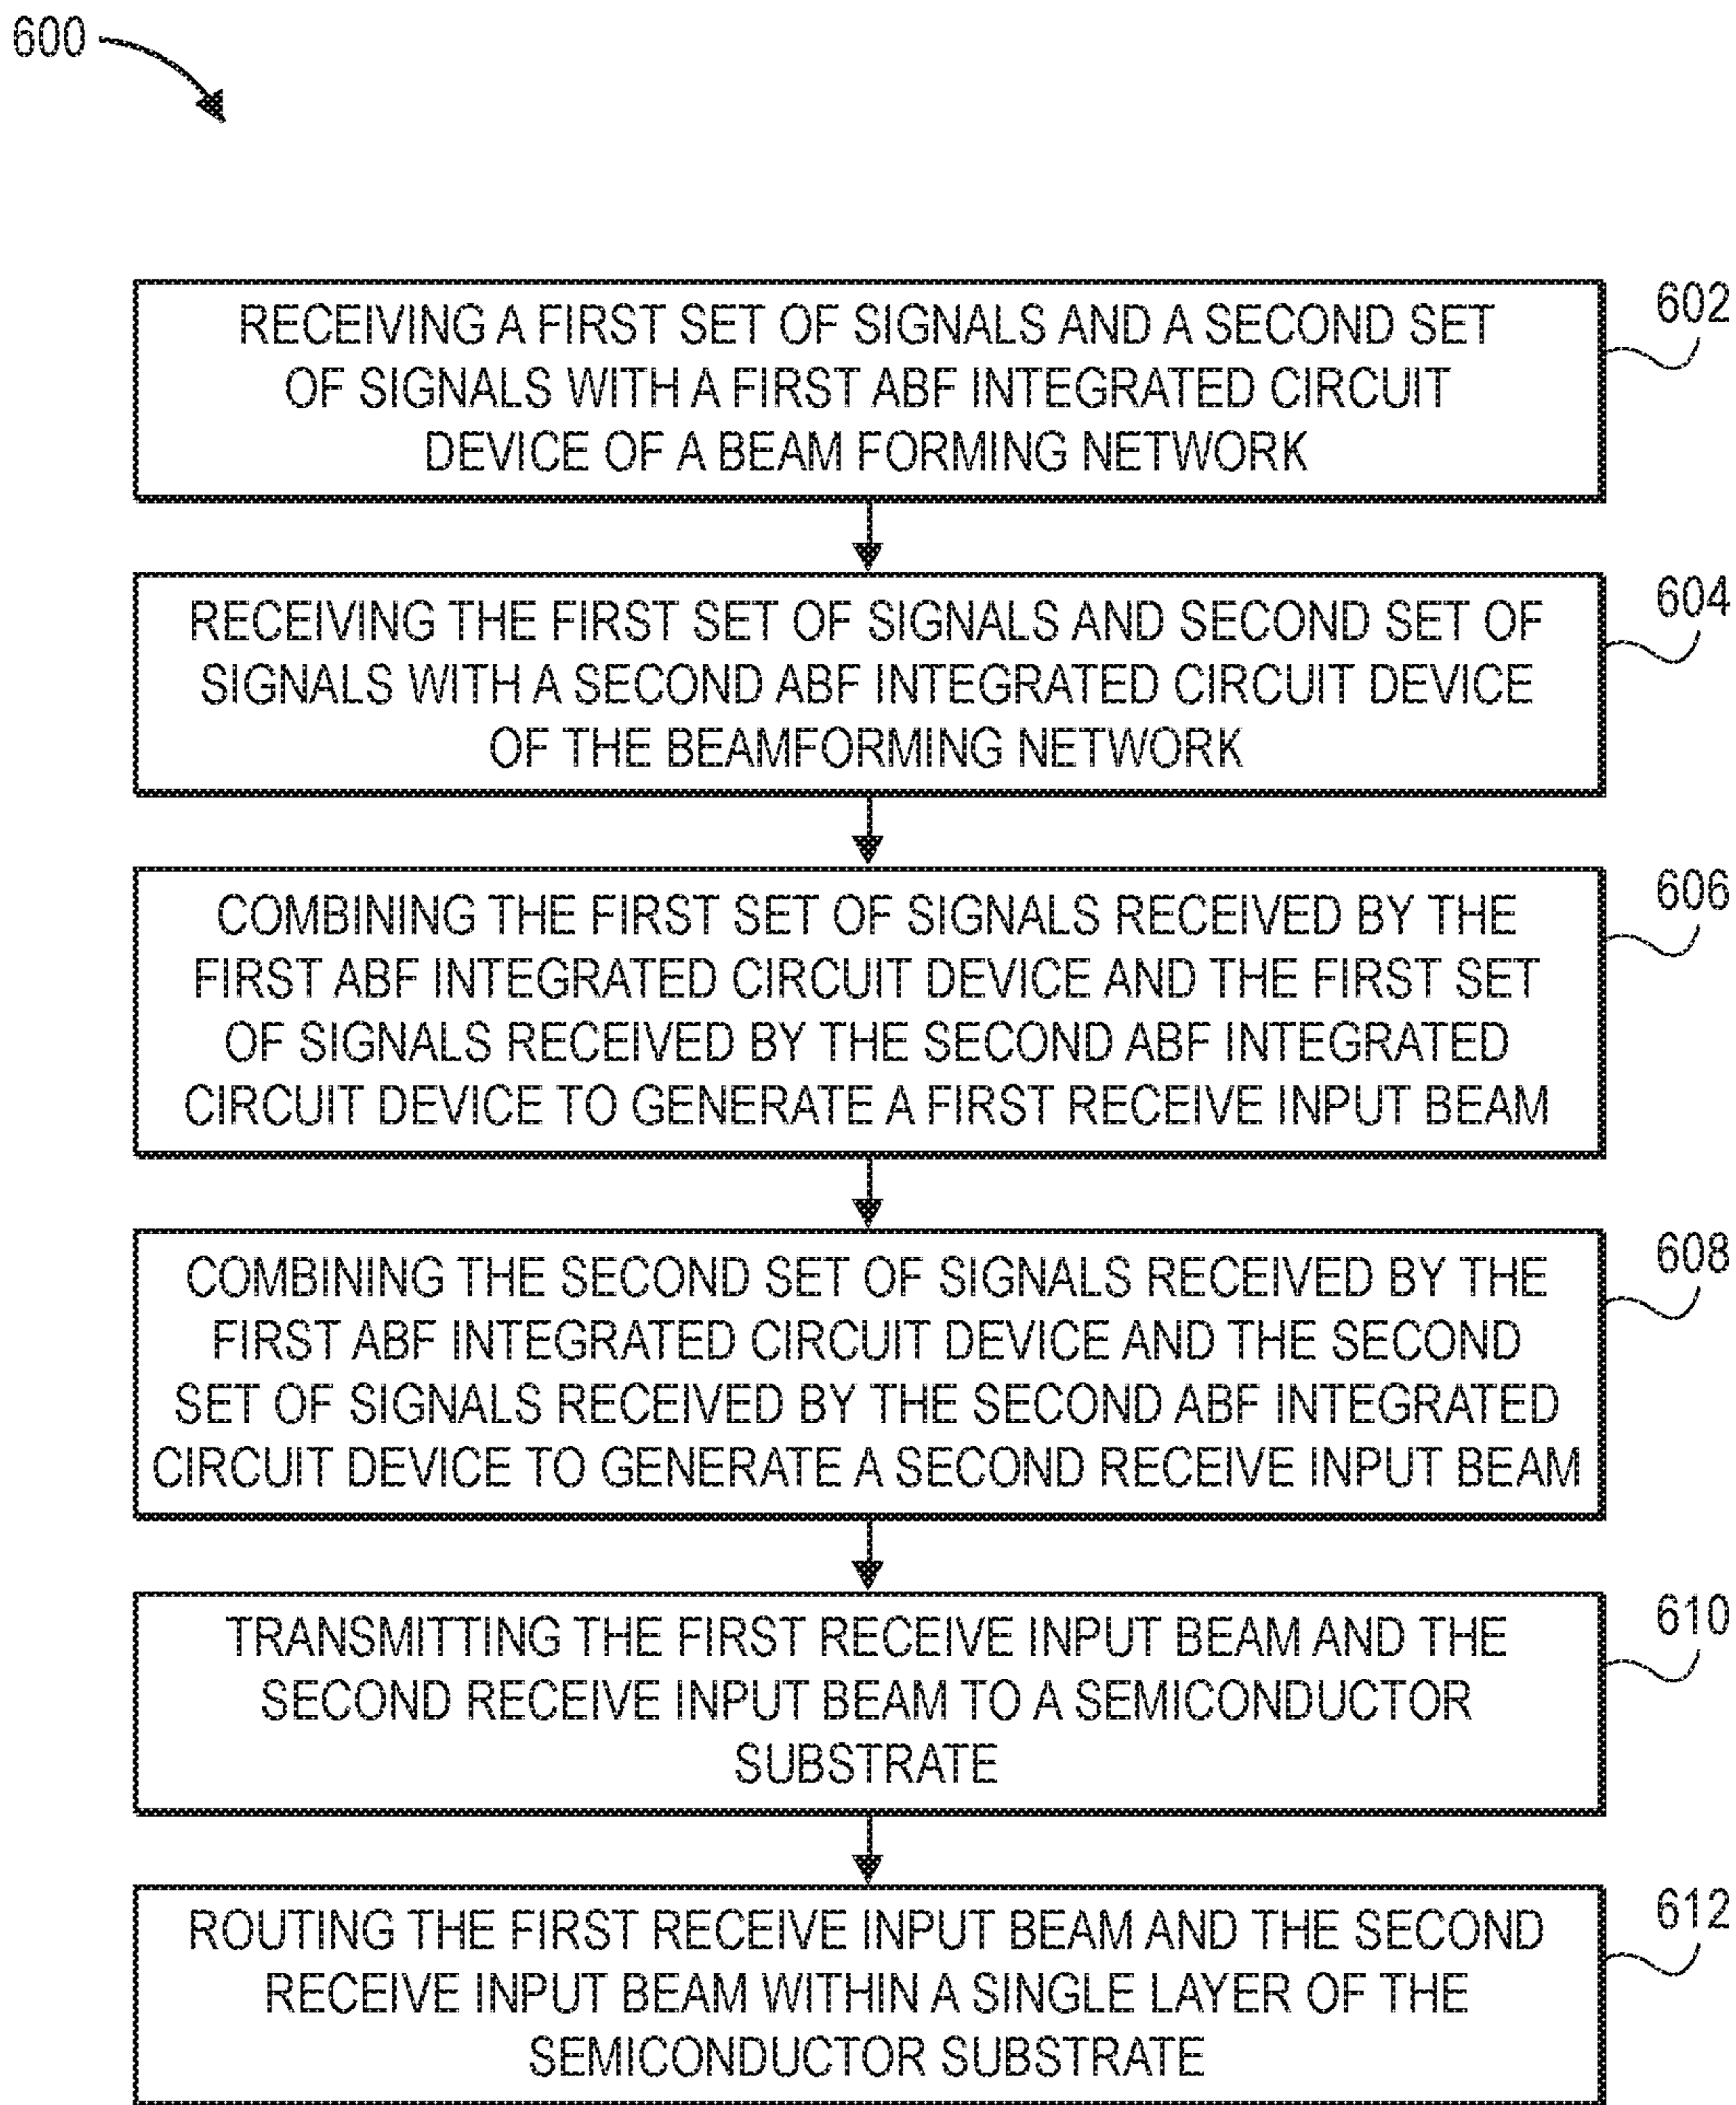 600
RECEIVING A FIRST SET OF SIGNALS AND A SECOND SET
OF SIGNALS WITH A FIRST ABF INTEGRATED CIRCUIT
DEVICE OF A BEAM FORMING NETWORK
602
RECEIVING THE FIRST SET OF SIGNALS AND SECOND SET OF
SIGNALS WITH A SECOND ABF INTEGRATED CIRCUIT DEVICE
OF THE BEAMFORMING NETWORK
604
COMBINING THE FIRST SET OF SIGNALS RECEIVED BY THE
FIRST ABF INTEGRATED CIRCUIT DEVICE AND THE FIRST SET
OF SIGNALS RECEIVED BY THE SECOND ABF INTEGRATED
CIRCUIT DEVICE TO GENERATE A FIRST RECEIVE INPUT BEAM
606
COMBINING THE SECOND SET OF SIGNALS RECEIVED BY THE
FIRST ABF INTEGRATED CIRCUIT DEVICE AND THE SECOND
SET OF SIGNALS RECEIVED BY THE SECOND ABF INTEGRATED
CIRCUIT DEVICE TO GENERATE A SECOND RECEIVE INPUT BEAM
608
TRANSMITTING THE FIRST RECEIVE INPUT BEAM AND THE
SECOND RECEIVE INPUT BEAM TO A SEMICONDUCTOR
SUBSTRATE
610
ROUTING THE FIRST RECEIVE INPUT BEAM AND THE SECOND
RECEIVE INPUT BEAM WITHIN A SINGLE LAYER OF THE
SEMICONDUCTOR SUBSTRATE
612